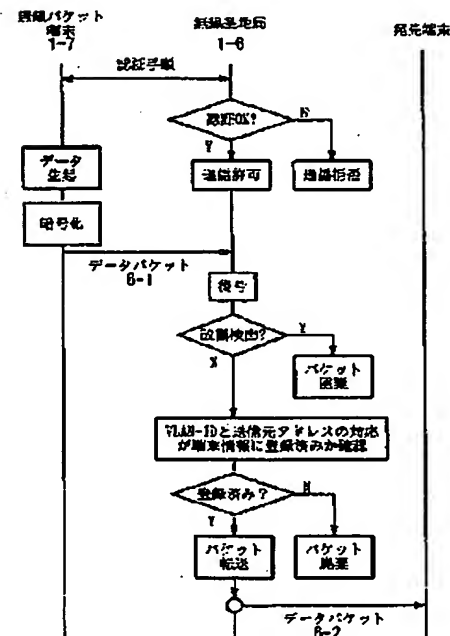 無線パケット
端末
1-7
無線基地局
1-6
宛先端末
認証手順
認証OK?
N
Y
データ
生起
通信許可
通信拒否
暗号化
データパケット
6-1
復号
改竄検出?
Y
N
パケット
廃棄
VLAN-IDと送信元アドレスの対応
が端末情報に登録済みか確認
登録済み?
N
Y
パケット
転送
パケット
廃棄
データパケット
6-2